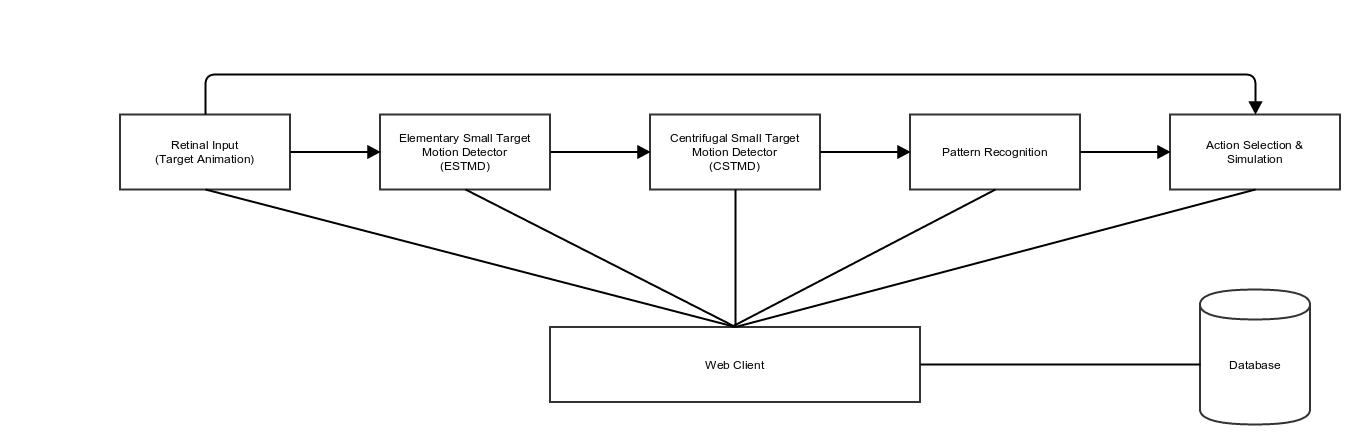 Retinal Input
(Target Animation)
Elementary Small Target
Motion Detector
(ESTMD)
Centrifugal Small Target
Motion Detector
(CSTMD)
Pattern Recognition
Action Selection &
Simulation
Web Client
Database